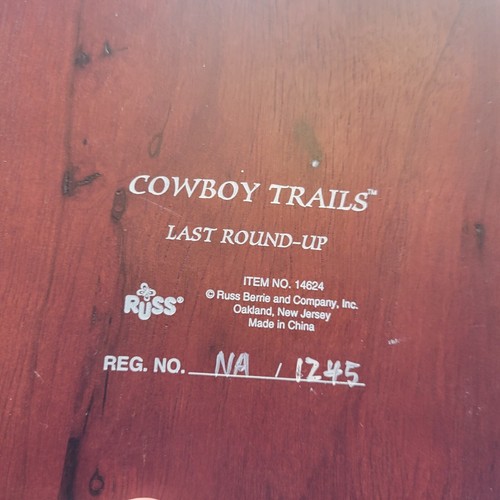 COWBOY TRAILS™
LAST ROUND-UP
ITEM NO. 14624
© Russ Berrie and Company, Inc.
Oakland, New Jersey
Made in China
RUSS®
REG. NO. NA / 1245